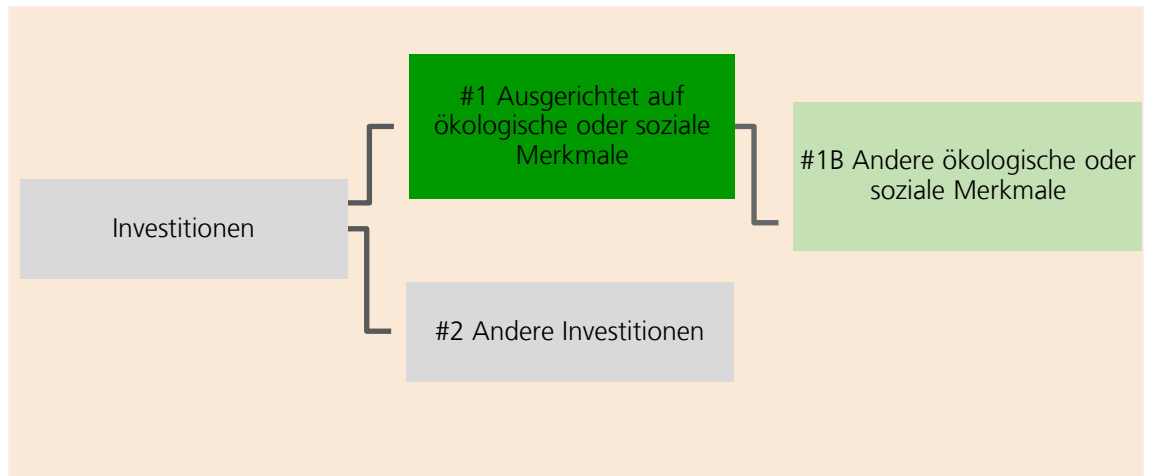 Investitionen
#1 Ausgerichtet auf
ökologische oder soziale
Merkmale
#1B Andere ökologische oder
soziale Merkmale
#2 Andere Investitionen